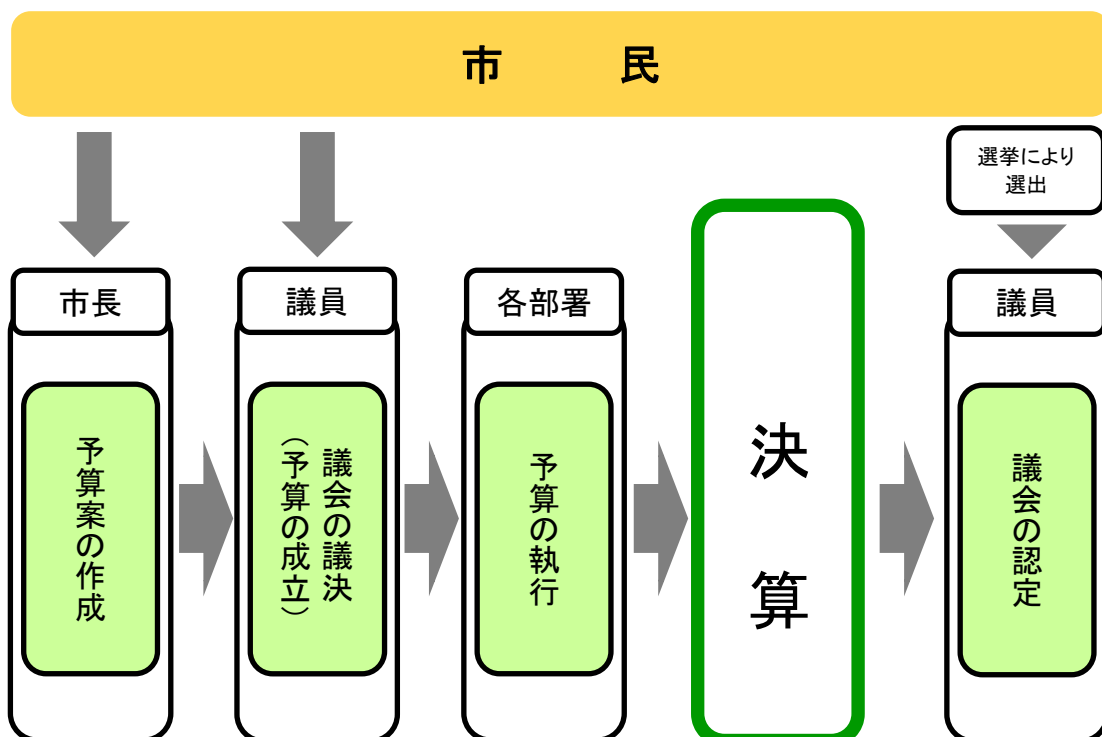 市　民
選挙により
選出
市長
議員
各部署
議員
予算案の作成
議会の議決
（予算の成立）
予算の執行
決算
議会の認定